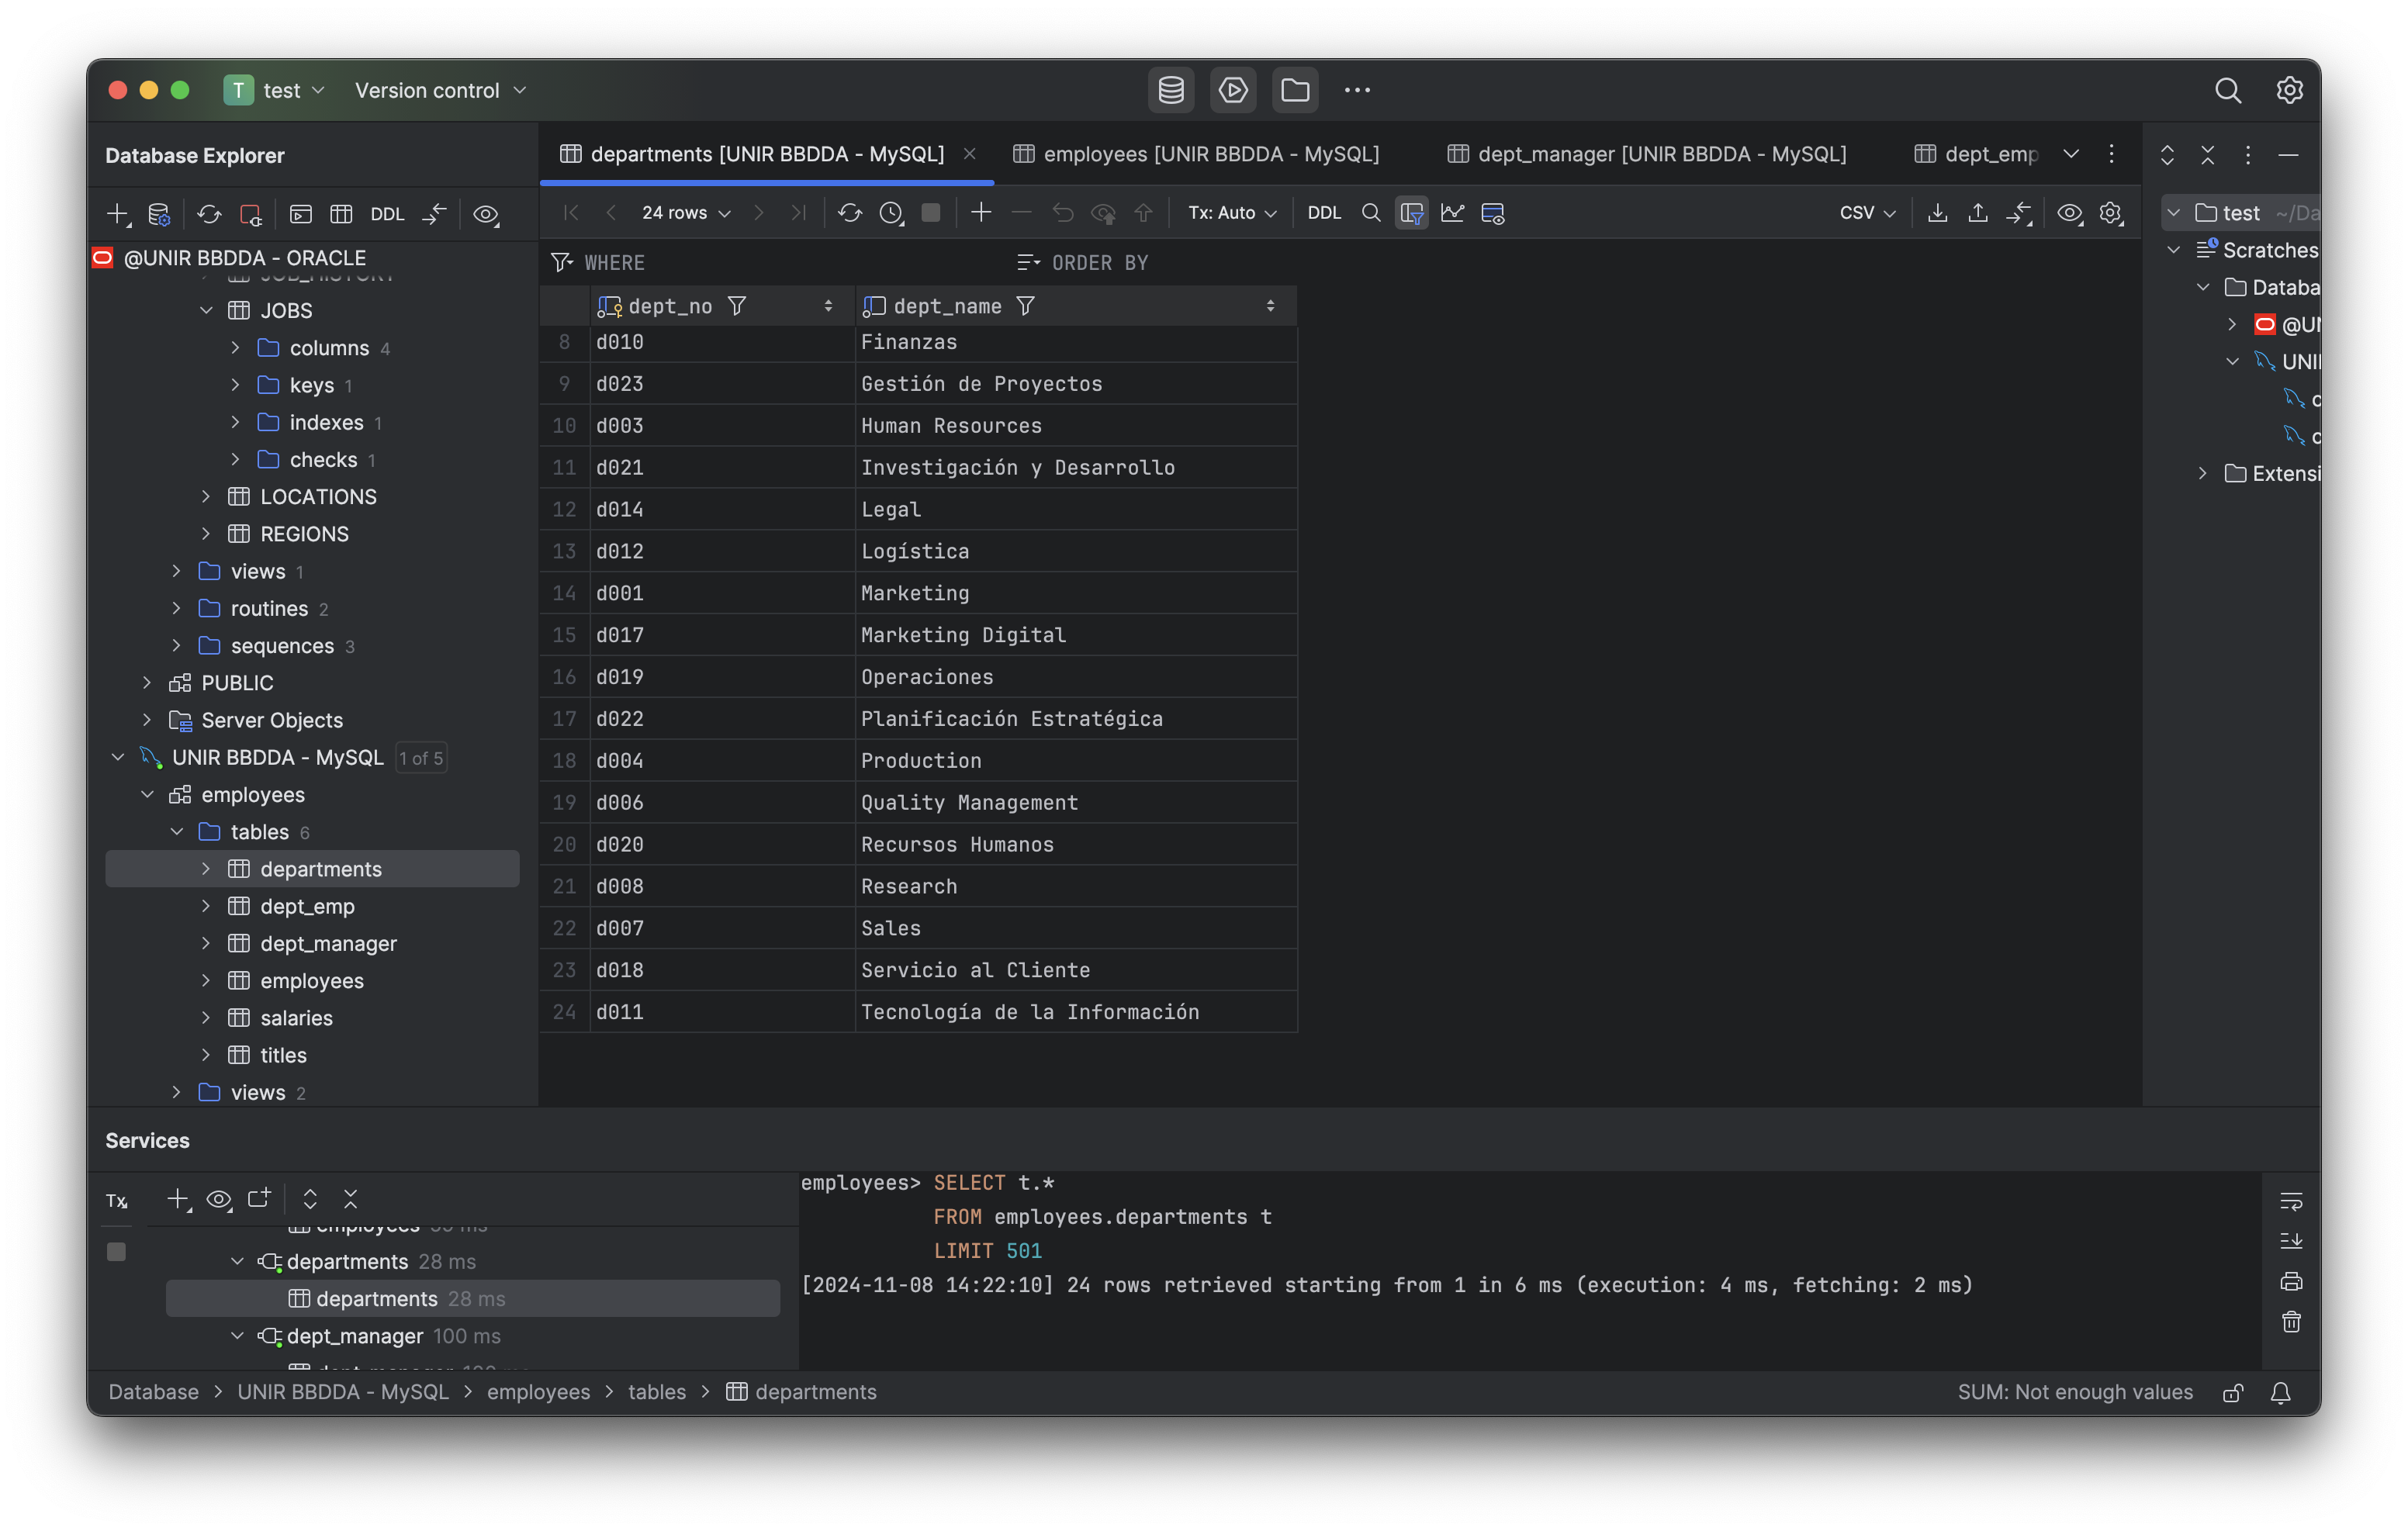 T test Version control
Database Explorer
departments [UNIR BBDDA - MySQL] employees [UNIR BBDDA - MySQL] dept_manager [UNIR BBDDA - MySQL] dept_emp
DDL
24 rows Tx: Auto DDL CSV
WHERE ORDER BY
@UNIR BBDDA - ORACLE
JOB_HISTORY
JOBS
columns 4
keys 1
indexes 1
checks 1
LOCATIONS
REGIONS
views 1
routines 2
sequences 3
PUBLIC
Server Objects
UNIR BBDDA - MySQL 1 of 5
employees
tables 6
departments
dept_emp
dept_manager
employees
salaries
titles
views 2
dept_no dept_name
8 d010 Finanzas
9 d023 Gestión de Proyectos
10 d003 Human Resources
11 d021 Investigación y Desarrollo
12 d014 Legal
13 d012 Logística
14 d001 Marketing
15 d017 Marketing Digital
16 d019 Operaciones
17 d022 Planificación Estratégica
18 d004 Production
19 d006 Quality Management
20 d020 Recursos Humanos
21 d008 Research
22 d007 Sales
23 d018 Servicio al Cliente
24 d011 Tecnología de la Información
test ~/Da
Scratches
Databa
@UN
UNI
Extensi
Services
Tx
employees
departments 28 ms
departments 28 ms
dept_manager 100 ms
employees> SELECT t.*
FROM employees.departments t
LIMIT 501
[2024-11-08 14:22:10] 24 rows retrieved starting from 1 in 6 ms (execution: 4 ms, fetching: 2 ms)
Database > UNIR BBDDA - MySQL > employees > tables > departments
SUM: Not enough values